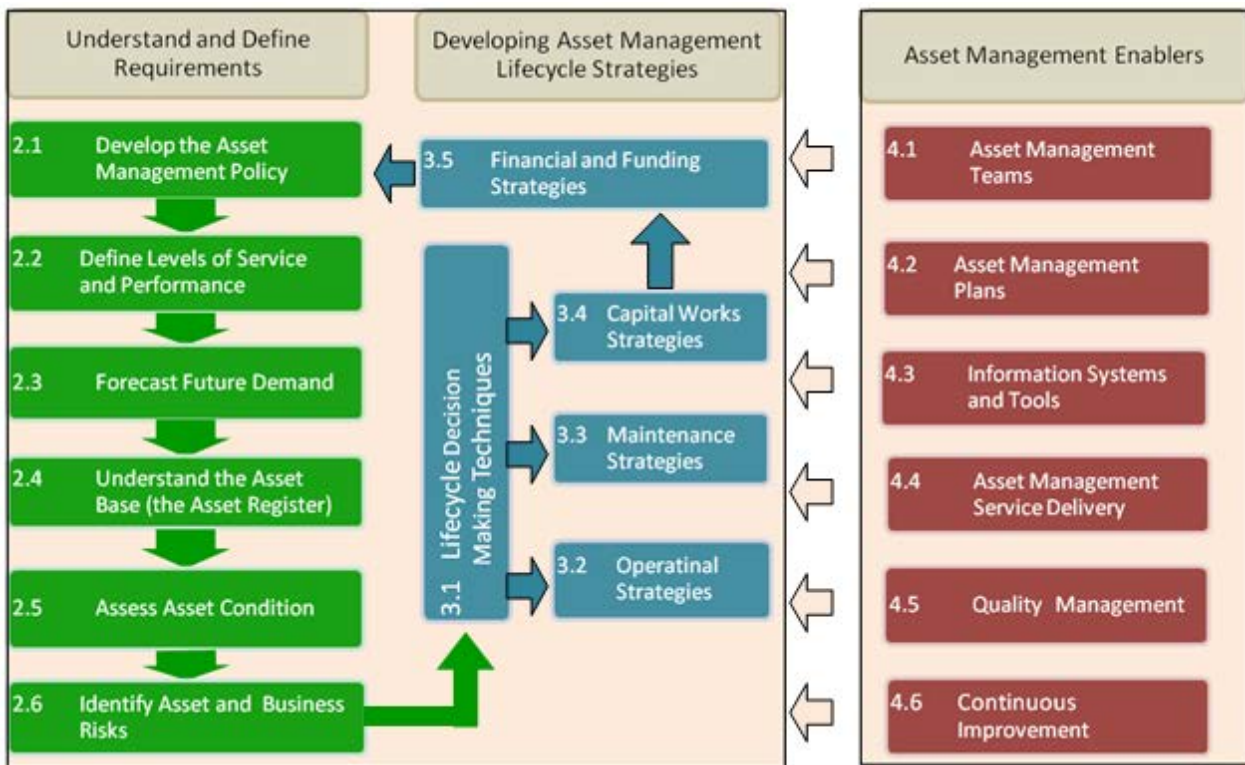 Understand and Define
Requirements
2.1 Develop the Asset
Management Policy
2.2 Define Levels of Service
and Performance
2.3 Forecast Future Demand
2.4 Understand the Asset
Base (the Asset Register)
2.5 Assess Asset Condition
2.6 Identify Asset and Business
Risks
Developing Asset Management
Lifecycle Strategies
3.5 Financial and Funding
Strategies
3.1 Lifecycle Decision
Making Techniques
3.4 Capital Works
Strategies
3.3 Maintenance
Strategies
3.2 Operatinal
Strategies
Asset Management Enablers
4.1 Asset Management
Teams
4.2 Asset Management
Plans
4.3 Information Systems
and Tools
4.4 Asset Management
Service Delivery
4.5 Quality Management
4.6 Continuous
Improvement